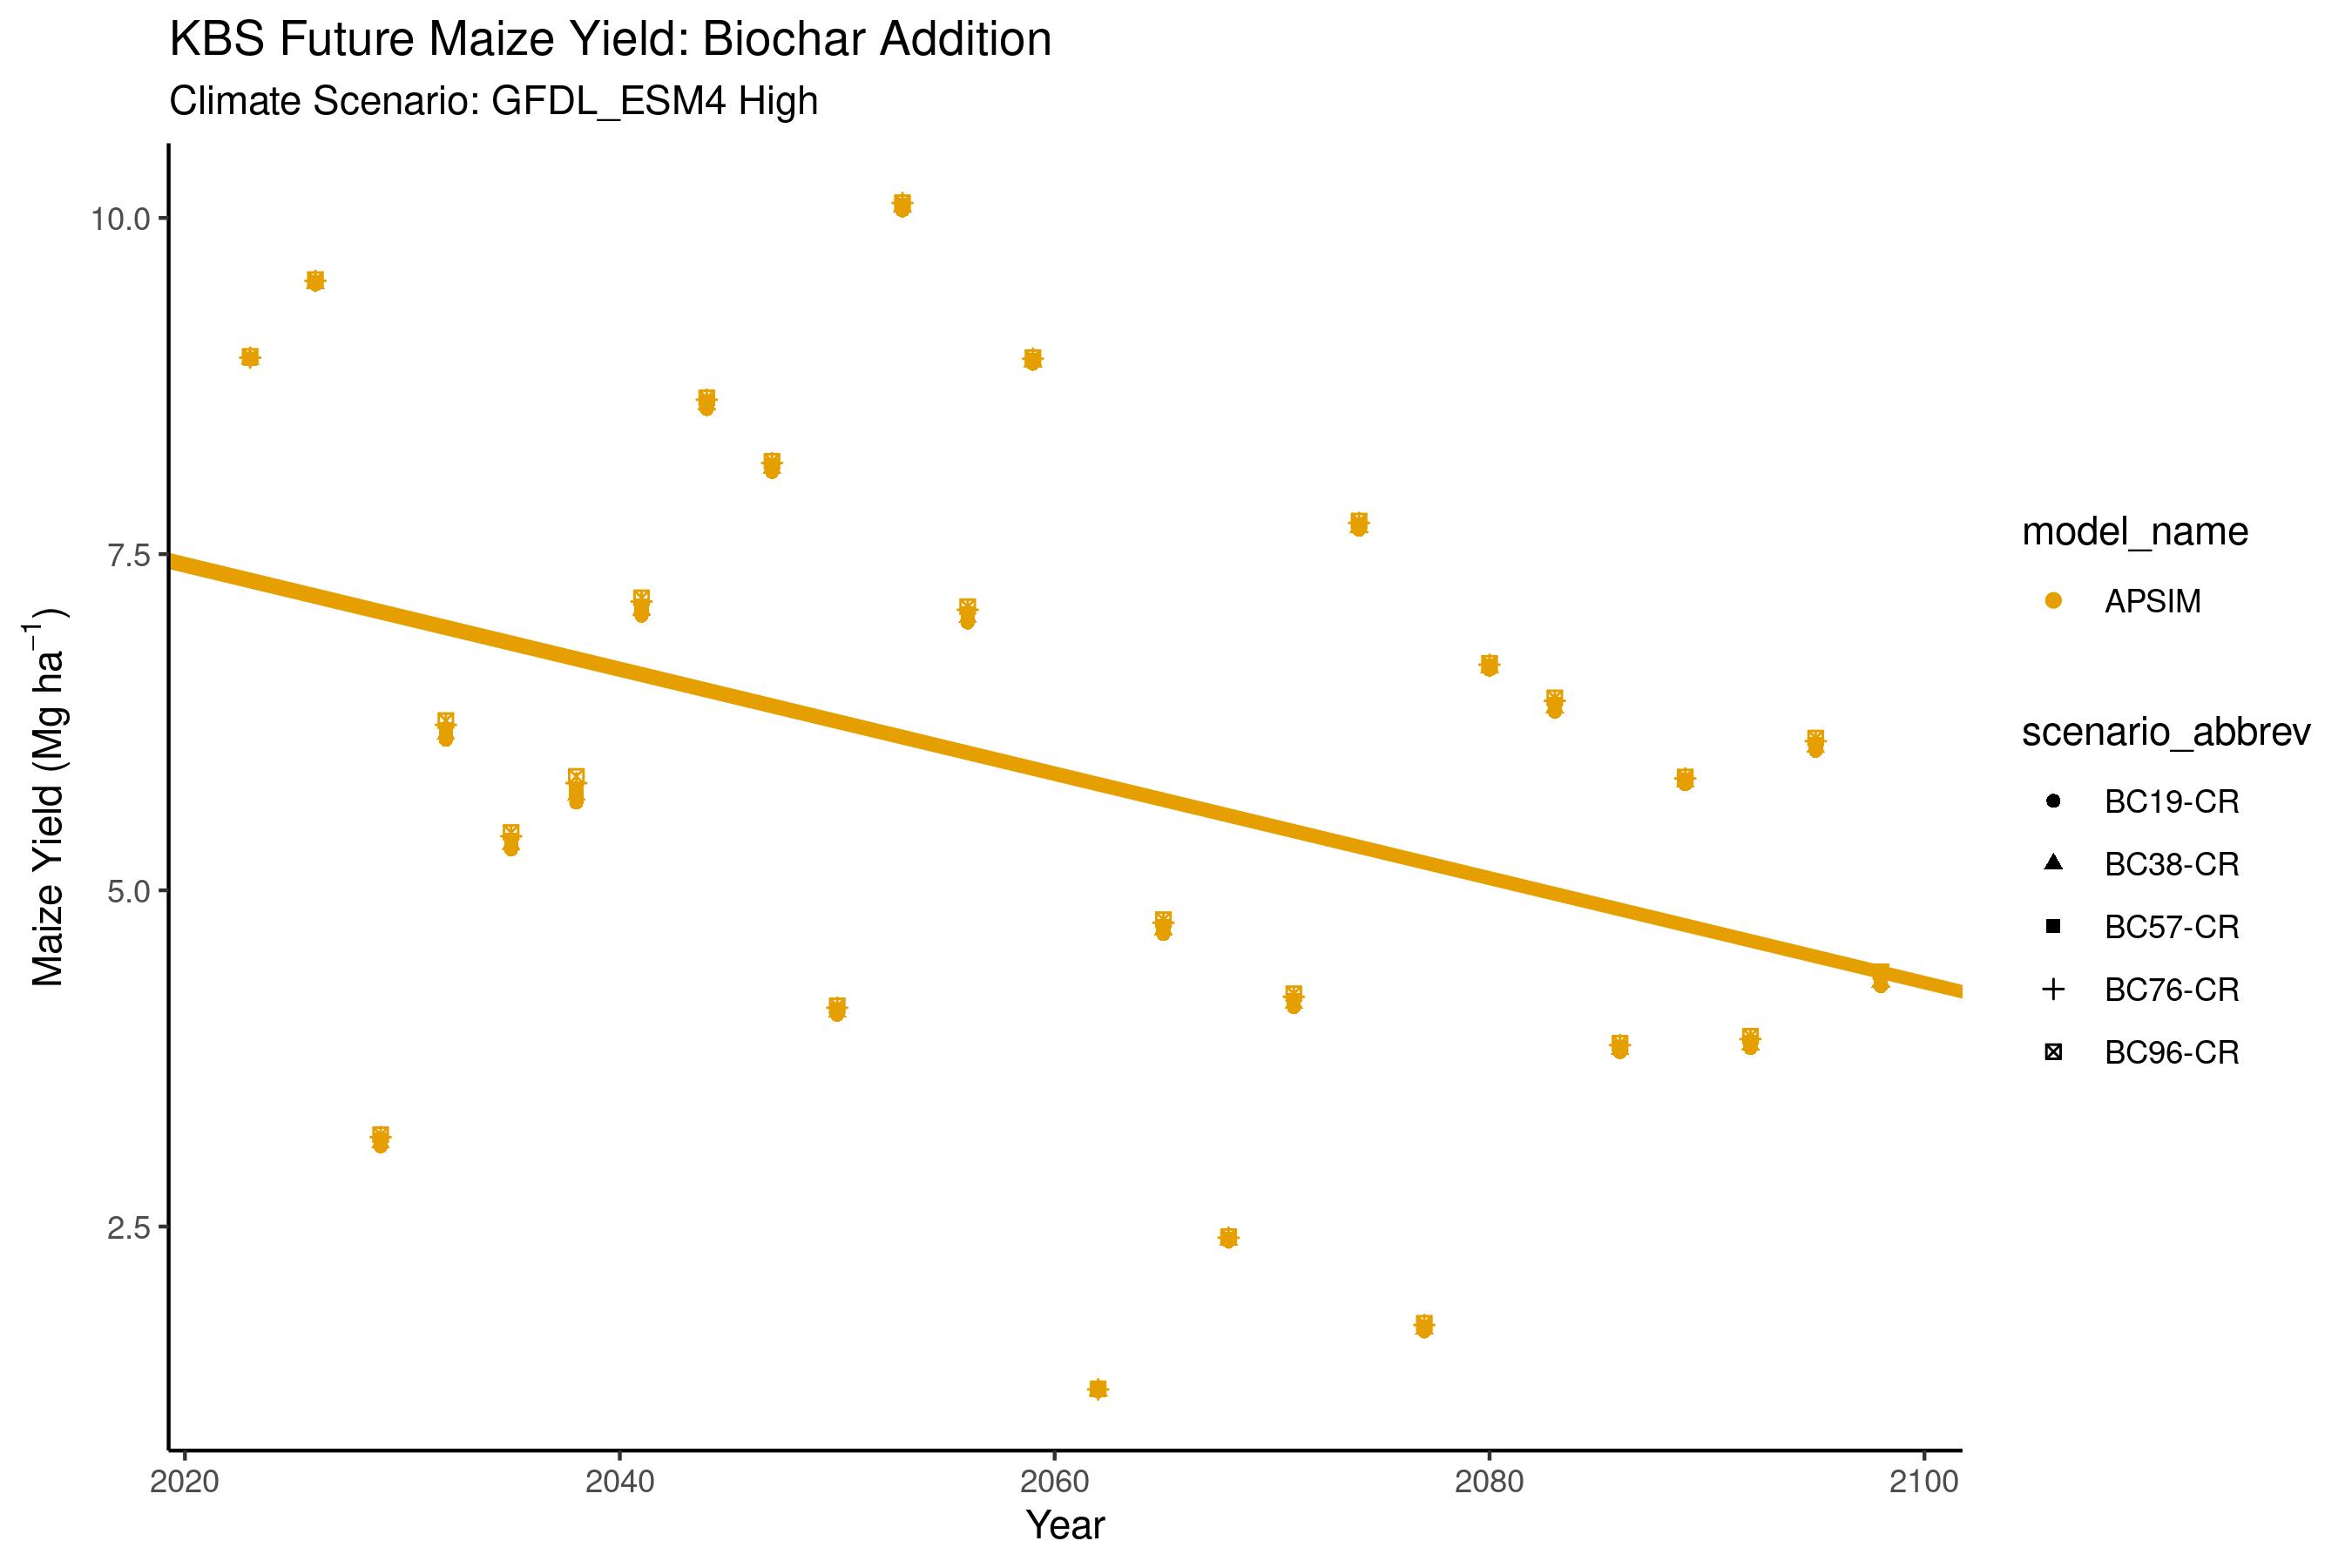 KBS Future Maize Yield: Biochar Addition
Climate Scenario: GFDL_ESM4 High
Maize Yield (Mg ha⁻¹)
10.0
7.5
5.0
2.5
2020
2040
2060
2080
2100
Year
model_name
APSIM
scenario_abbrev
BC19-CR
BC38-CR
BC57-CR
BC76-CR
BC96-CR